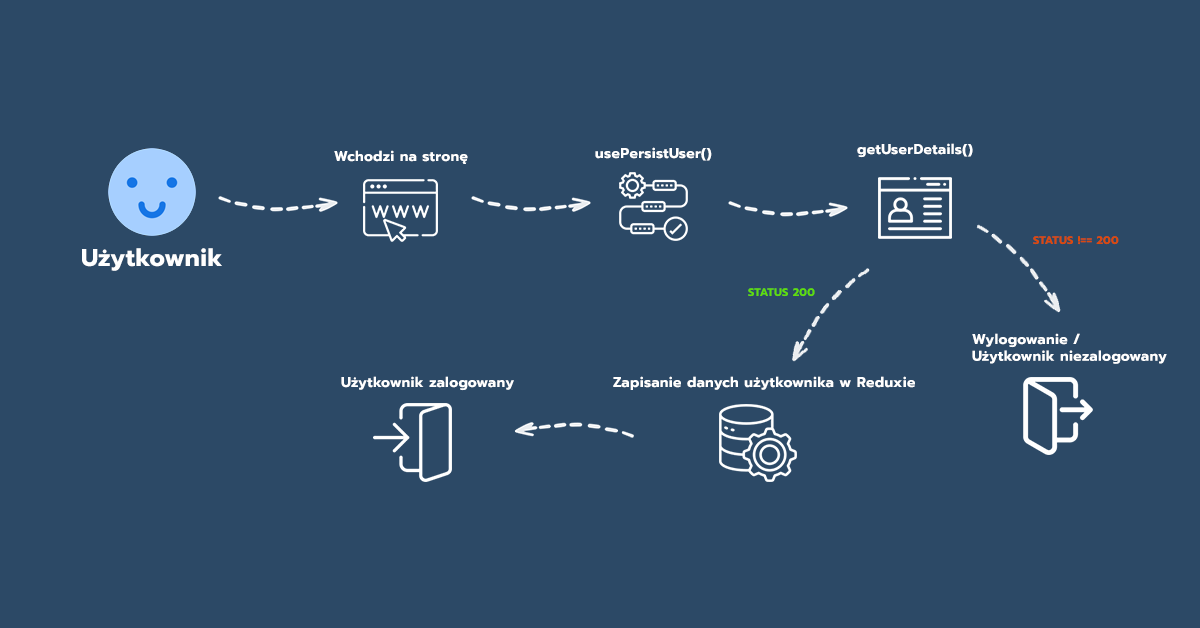 Użytkownik
Wchodzi na stronę
WWW
usePersistUser()
getUserDetails()
STATUS !== 200
STATUS 200
Wylogowanie /
Użytkownik niezalogowany
Zapisanie danych użytkownika w Reduxie
Użytkownik zalogowany